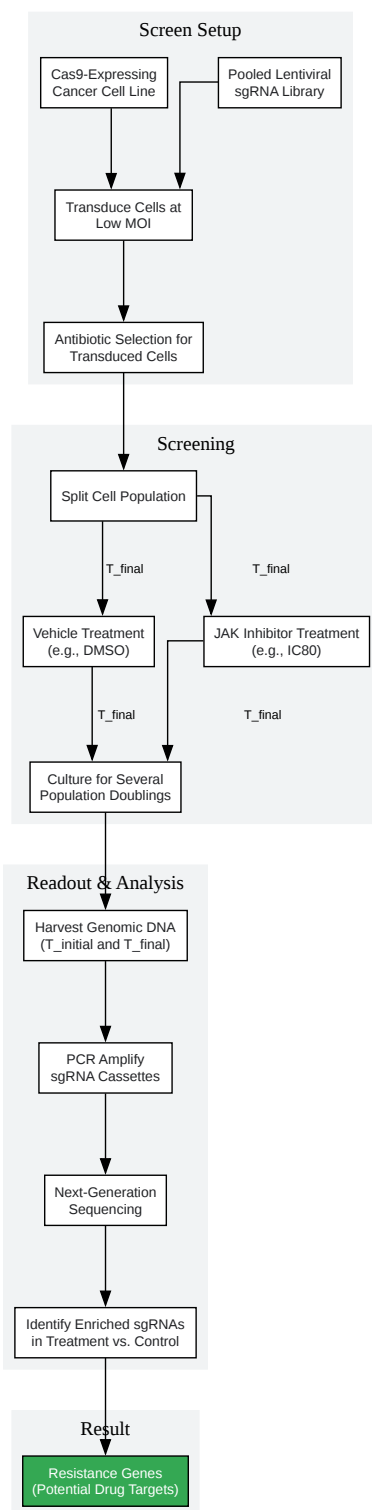 Screen Setup
Cas9-Expressing
Cancer Cell Line
Pooled Lentiviral
sgRNA Library
Transduce Cells at
Low MOI
Antibiotic Selection for
Transduced Cells
Screening
Split Cell Population
T_final
T_final
Vehicle Treatment
(e.g., DMSO)
JAK Inhibitor Treatment
(e.g., IC80)
T_final
T_final
Culture for Several
Population Doublings
Readout & Analysis
Harvest Genomic DNA
(T_initial and T_final)
PCR Amplify
sgRNA Cassettes
Next-Generation
Sequencing
Identify Enriched sgRNAs
in Treatment vs. Control
Result
Resistance Genes
(Potential Drug Targets)